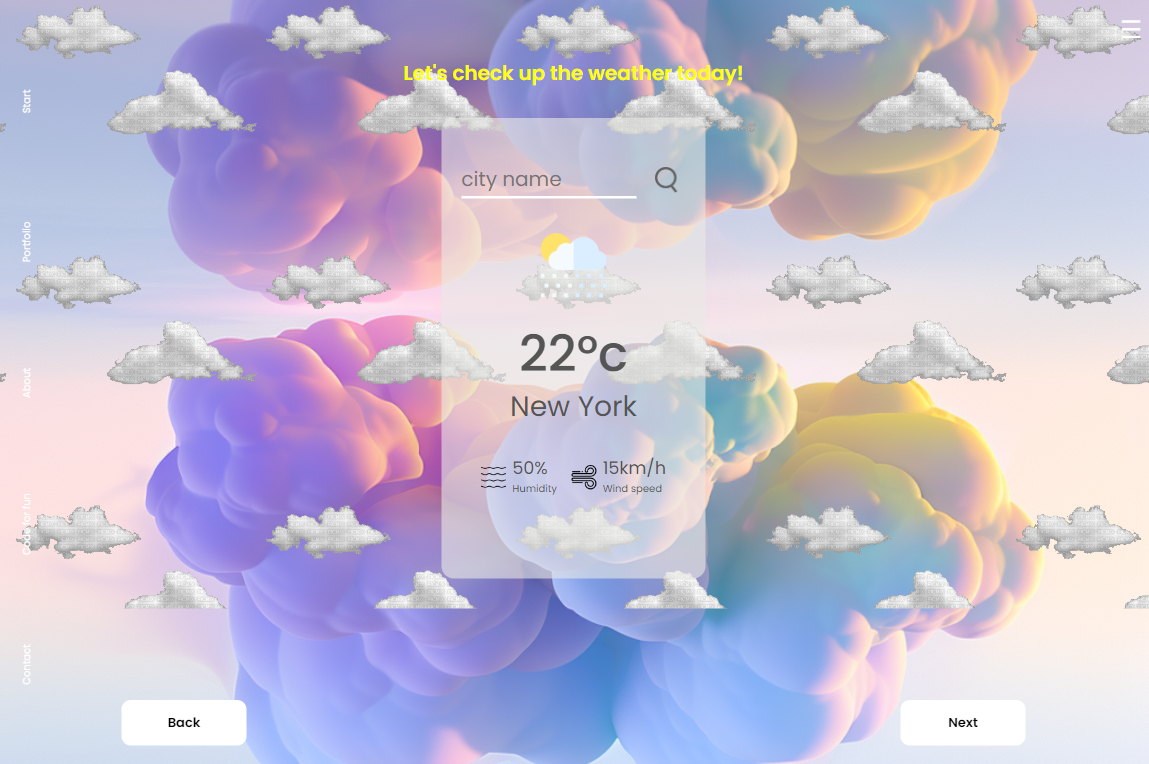 Let's check up the weather today!
Start
Portfolio
About
Code for fun
Contact
city name
22°c
New York
50%
Humidity
15km/h
Wind speed
Back
Next